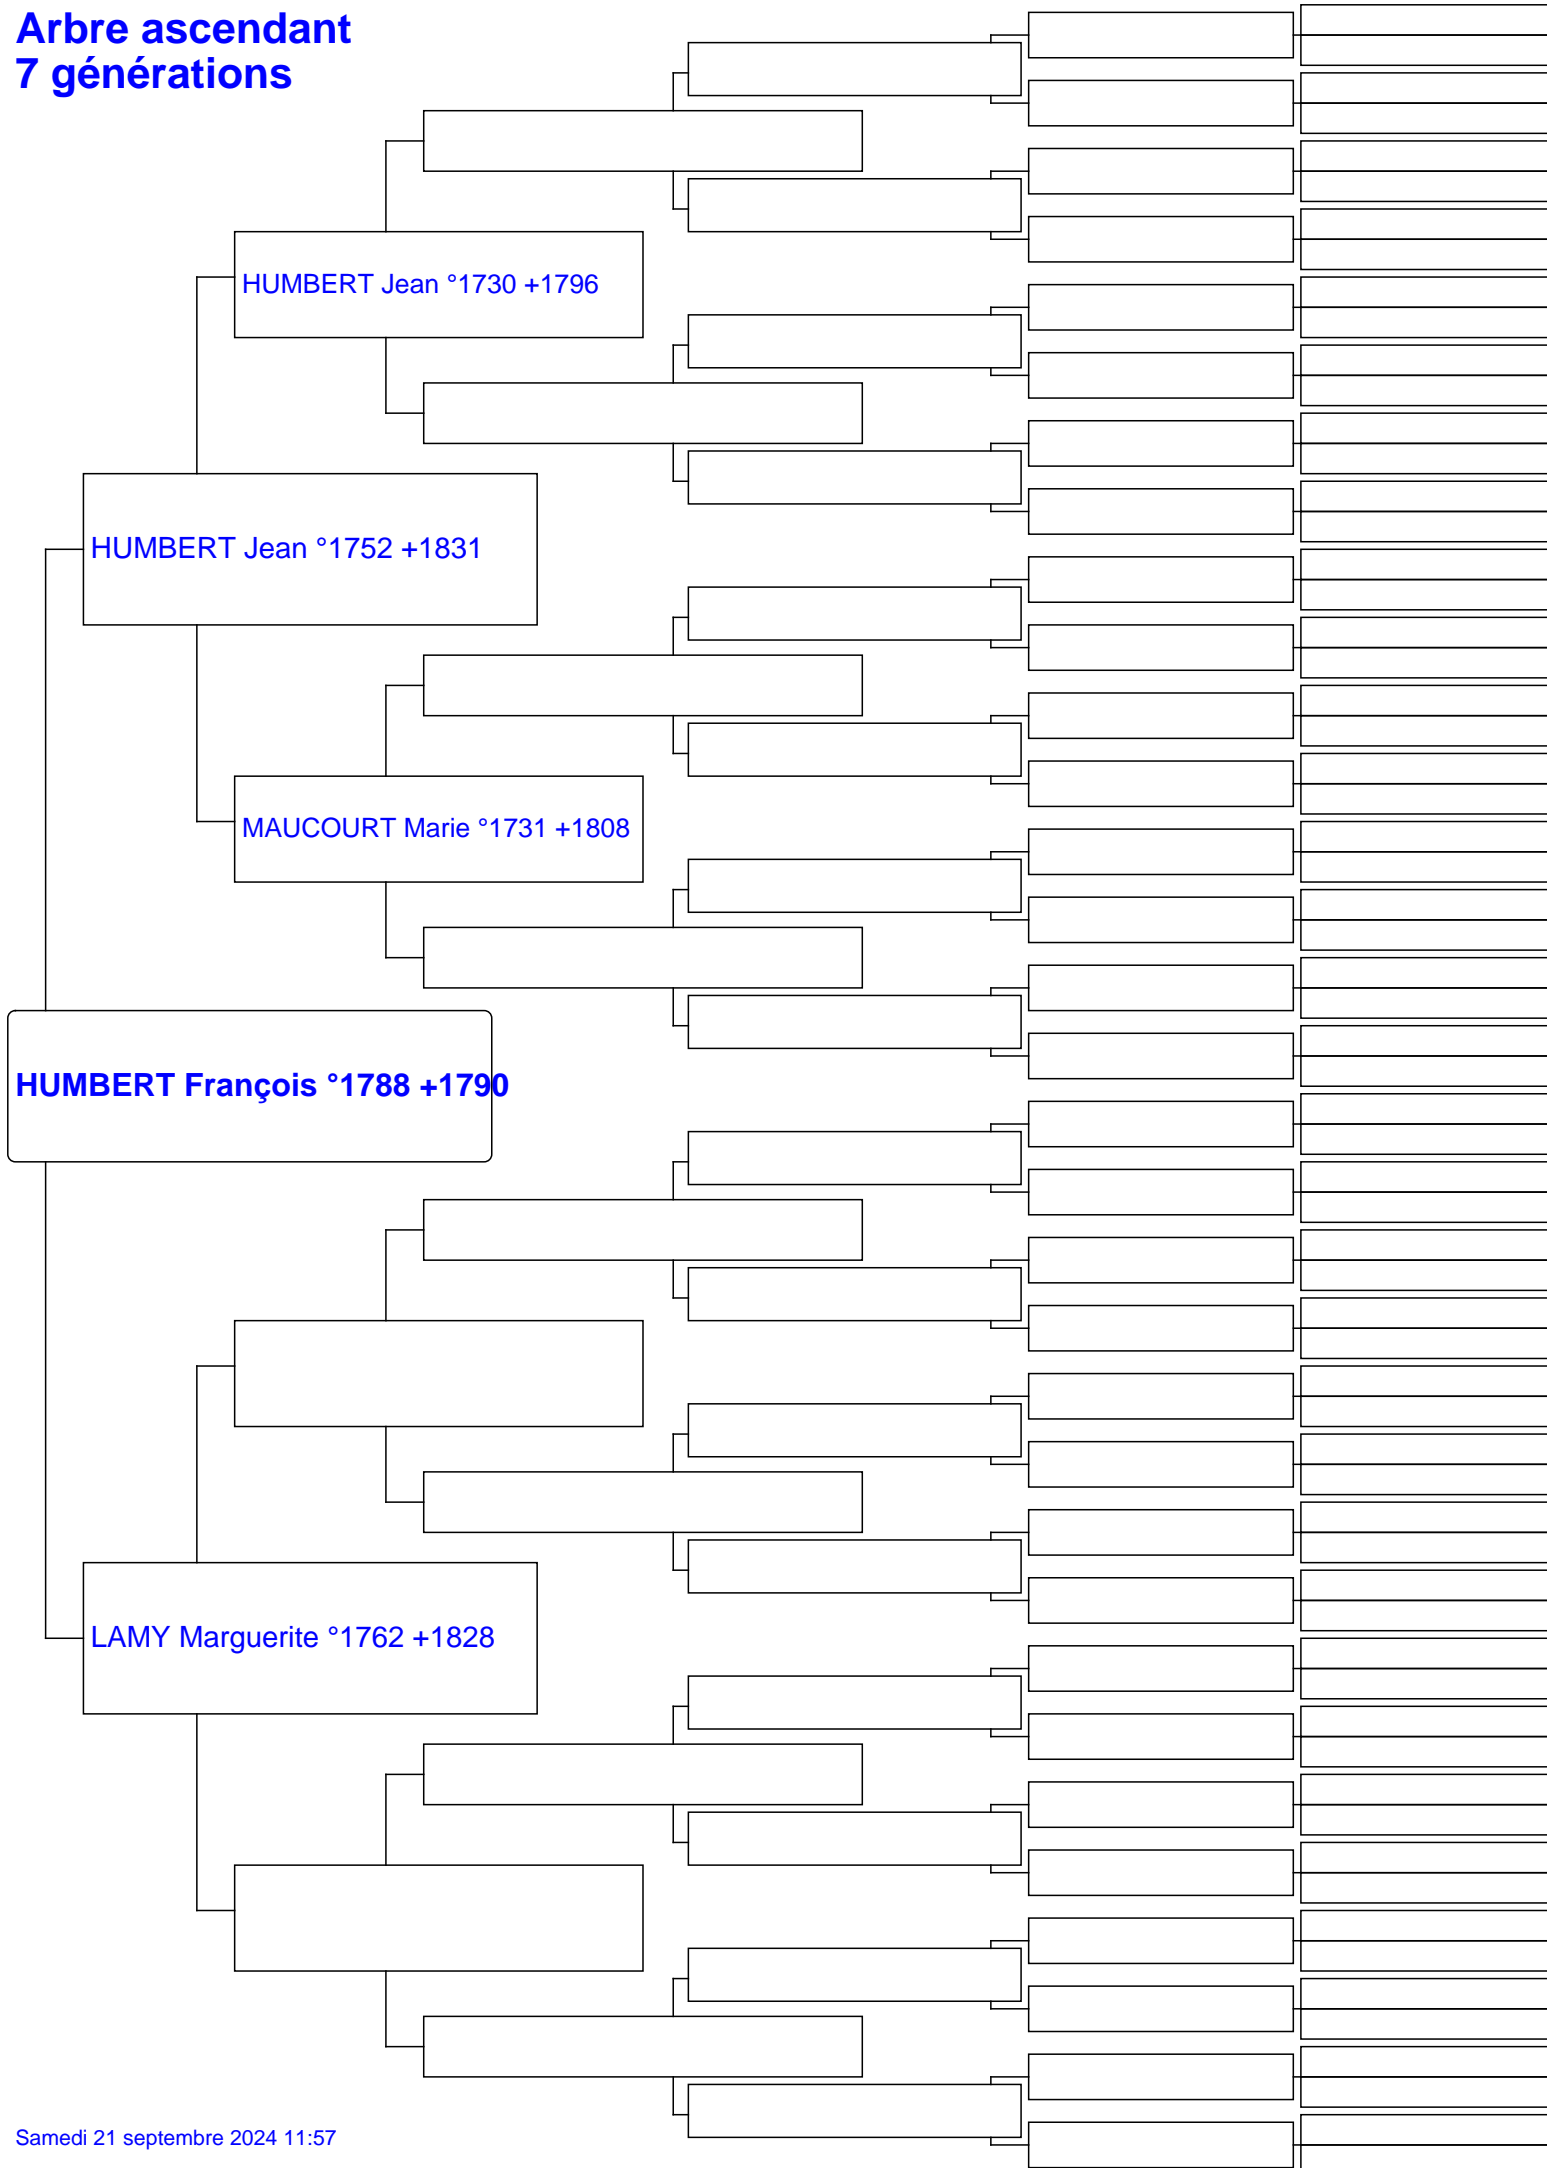 Arbre ascendant
7 générations
HUMBERT Jean °1730 +1796
HUMBERT Jean °1752 +1831
MAUCOURT Marie °1731 +1808
HUMBERT François °1788 +1790
LAMY Marguerite °1762 +1828
Samedi 21 septembre 2024 11:57